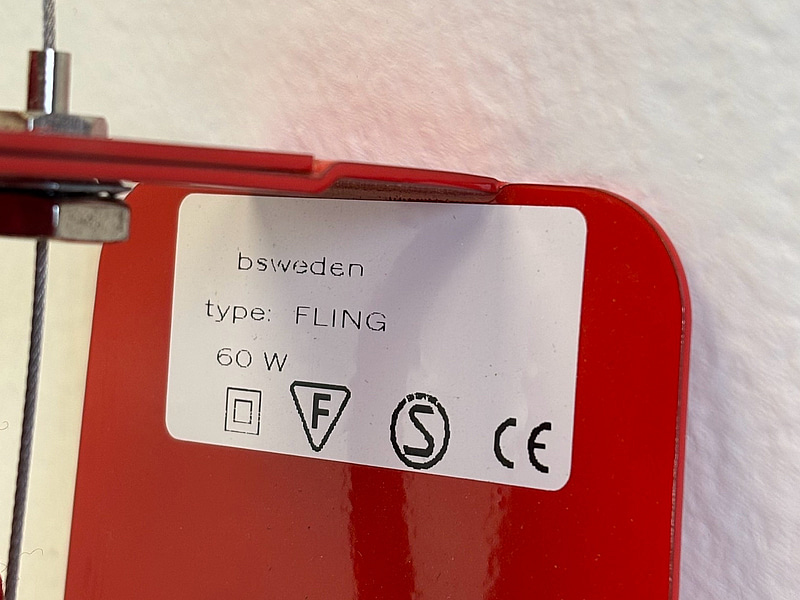 bsweden
type: FLING
60 W
F S CE